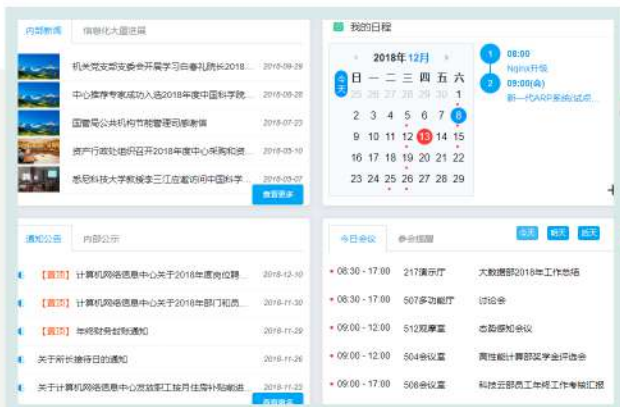 内部新闻 信息化大图进展
机关党支部支委会开展学习白春礼院长2018... 2018-09-28
中心推荐专家成功入选2018年度中国科学院... 2018-08-28
国管局公共机构节能管理司感谢信 2018-07-23
资产行政处组织召开2018年度中心采购和资... 2018-05-10
悉尼科技大学教授李三江应邀访问中国科学... 2018-05-07
查看更多
我的日程
2018年 12月
今天
日 一 二 三 四 五 六
25 26 27 28 29 30 1
2 3 4 5 6 7 8
9 10 11 12 13 14 15
16 17 18 19 20 21 22
23 24 25 26 27 28 29
1 08:00
Nginx升级
2 09:00(会)
新一代ARP系统(试点...
通知公告 内部公示
【置顶】计算机网络信息中心关于2018年度岗位聘... 2018-12-10
【置顶】计算机网络信息中心关于2018年部门和员... 2018-11-30
【置顶】年终财务封账通知 2018-11-29
关于所长接待日的通知 2018-11-26
关于计算机网络信息中心发放职工按月住房补贴的进... 2018-11-23
查看更多
今日会议 参会提醒 今天 明天 后天
08:30 - 17:00 217演示厅 大数据部2018年工作总结
08:30 - 17:00 507多功能厅 讨论会
09:00 - 12:00 512观摩室 态势感知会议
09:00 - 12:00 504会议室 高性能计算部奖学金评选会
09:00 - 17:00 508会议室 科技云部员工年终工作考核汇报